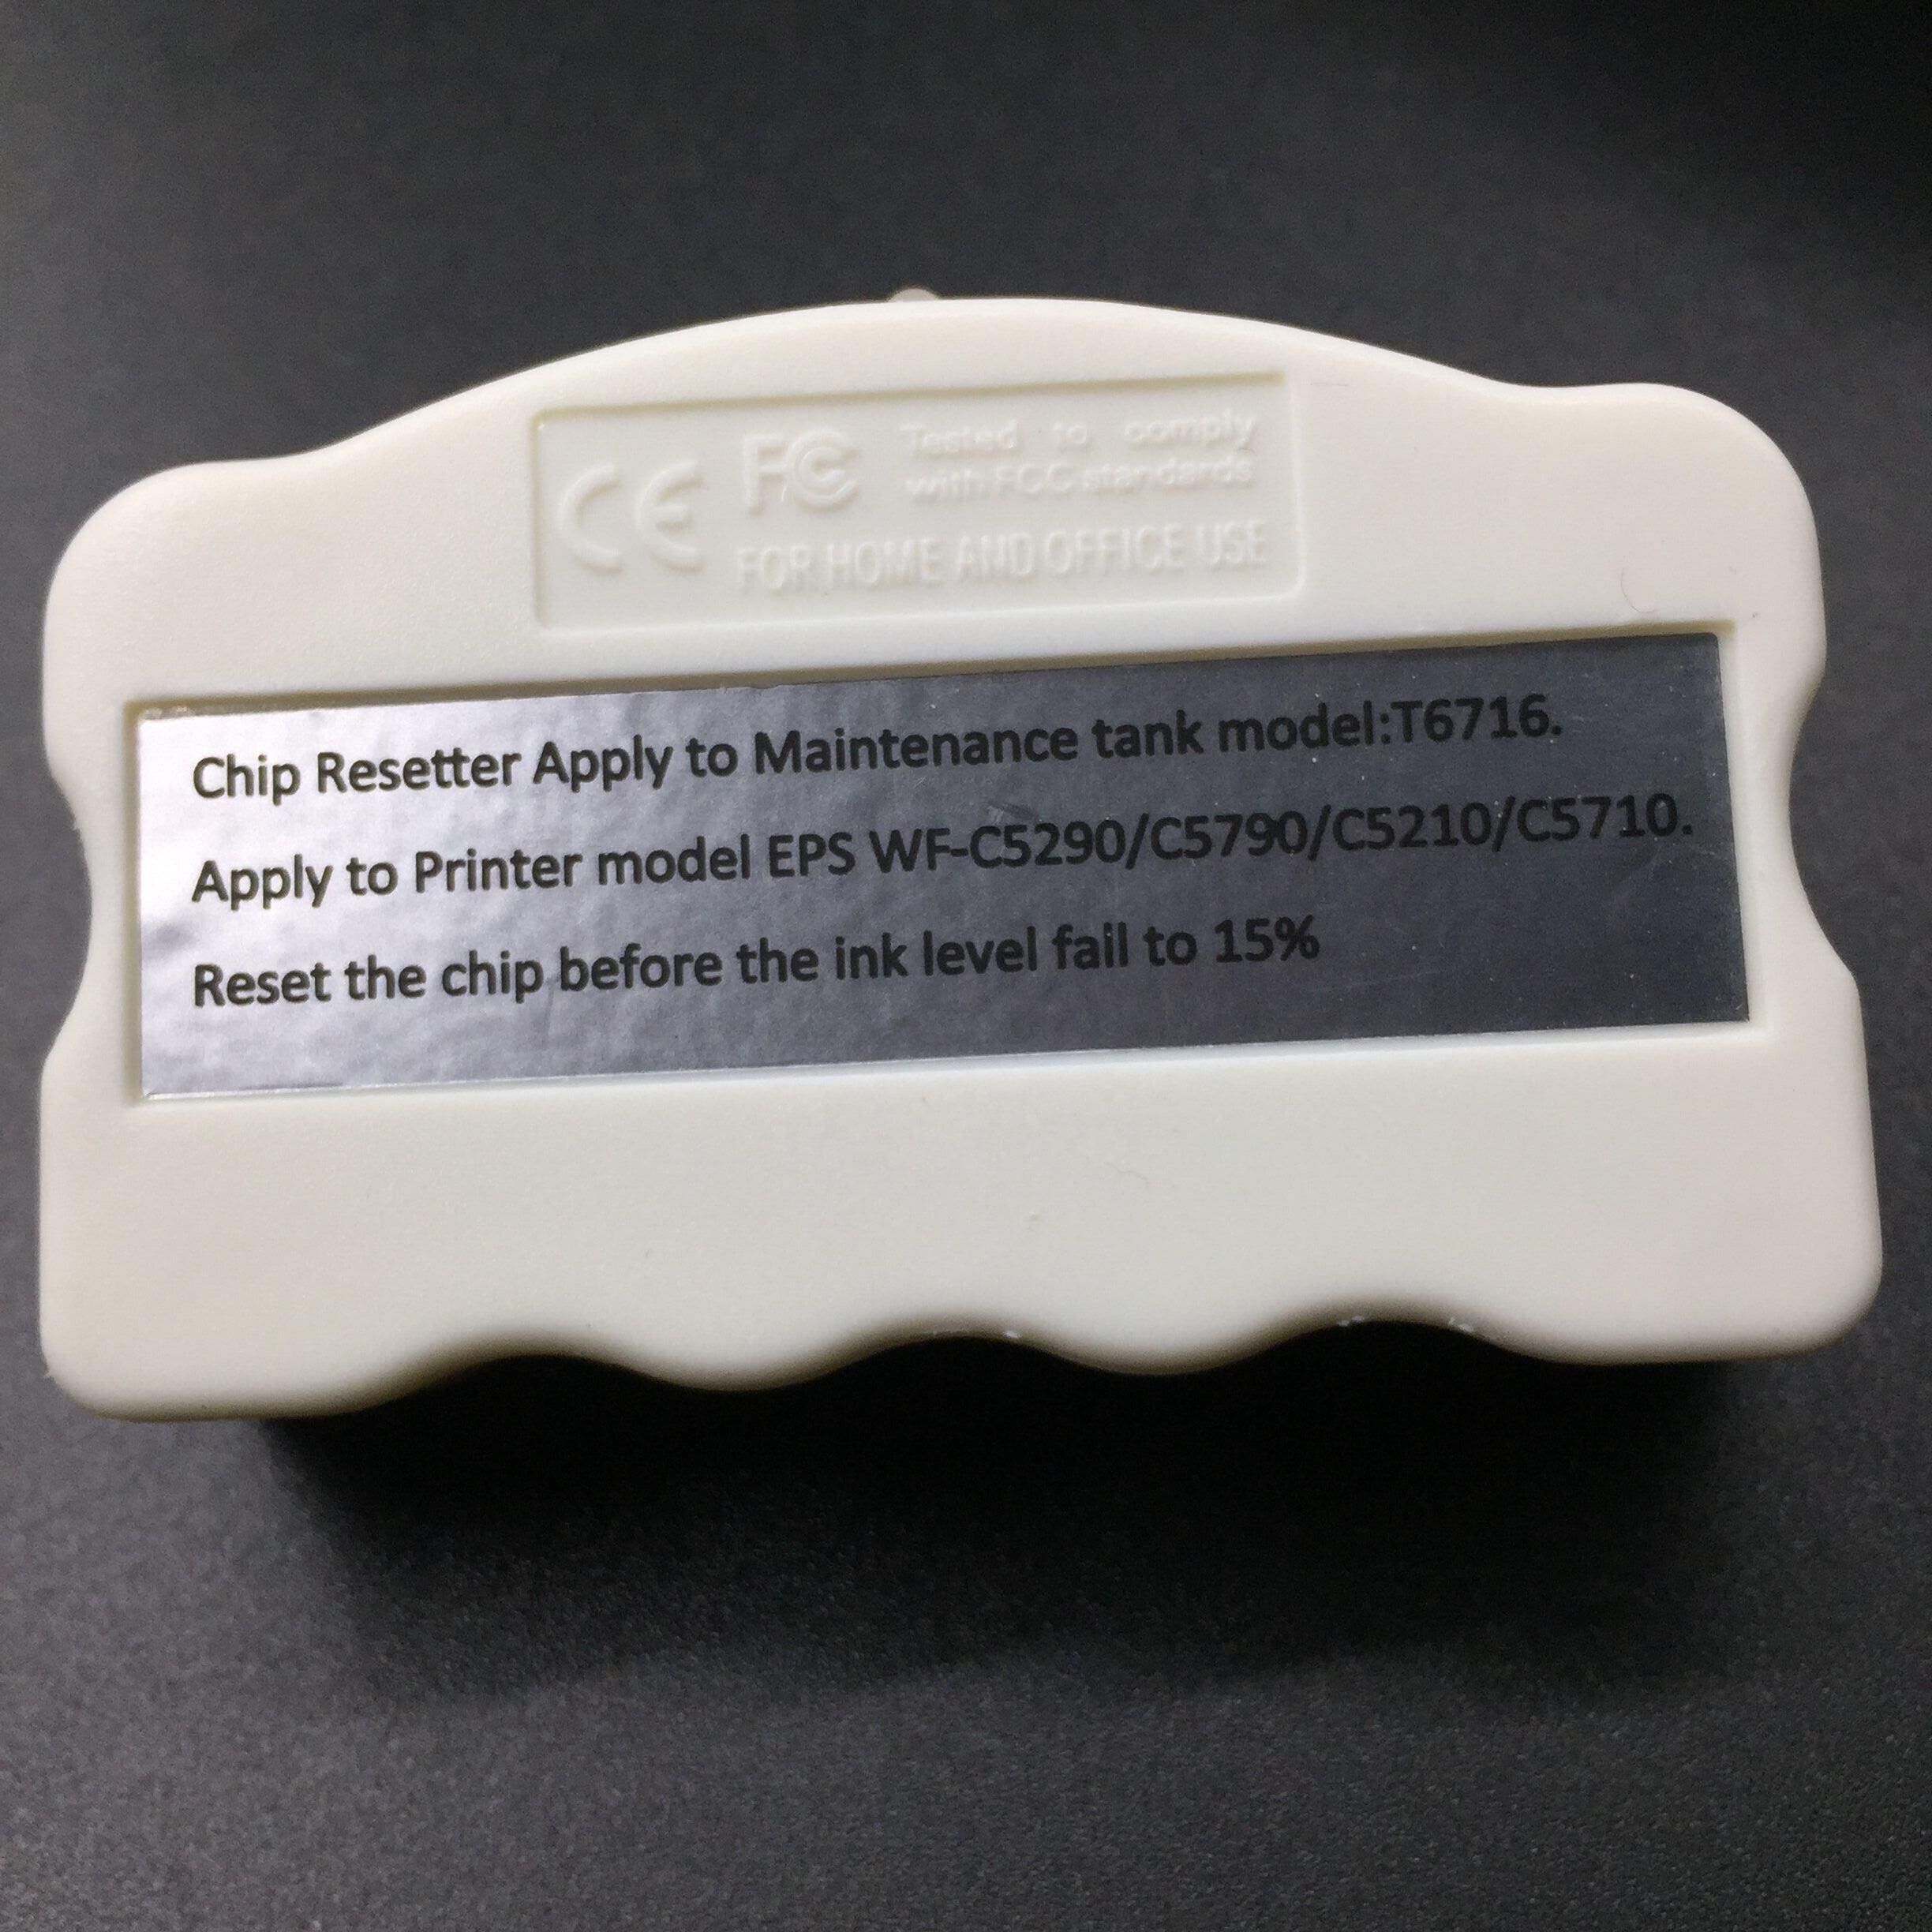 CE FC Tested to comply
with FCC standards
FOR HOME AND OFFICE USE
Chip Resetter Apply to Maintenance tank model:T6716.
Apply to Printer model EPS WF-C5290/C5790/C5210/C5710.
Reset the chip before the ink level fall to 15%